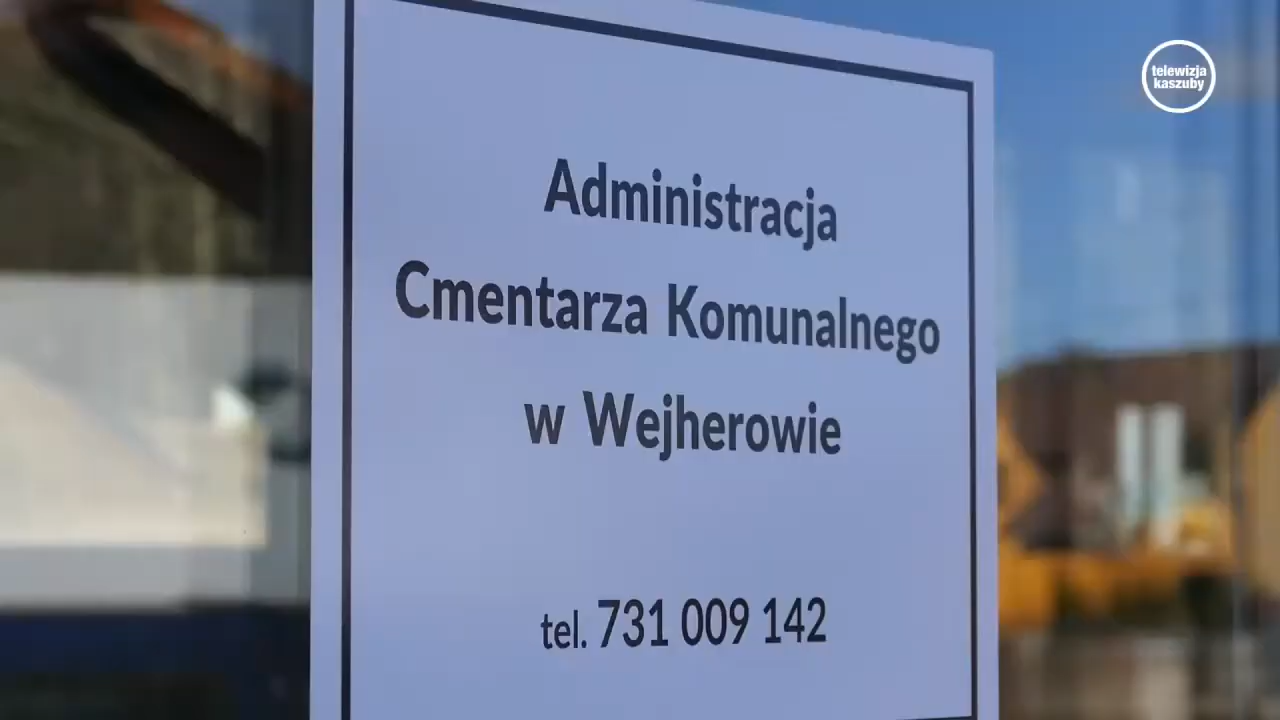 telewizja
kaszuby
Administracja
Cmentarza Komunalnego
w Wejherowie
tel. 731 009 142